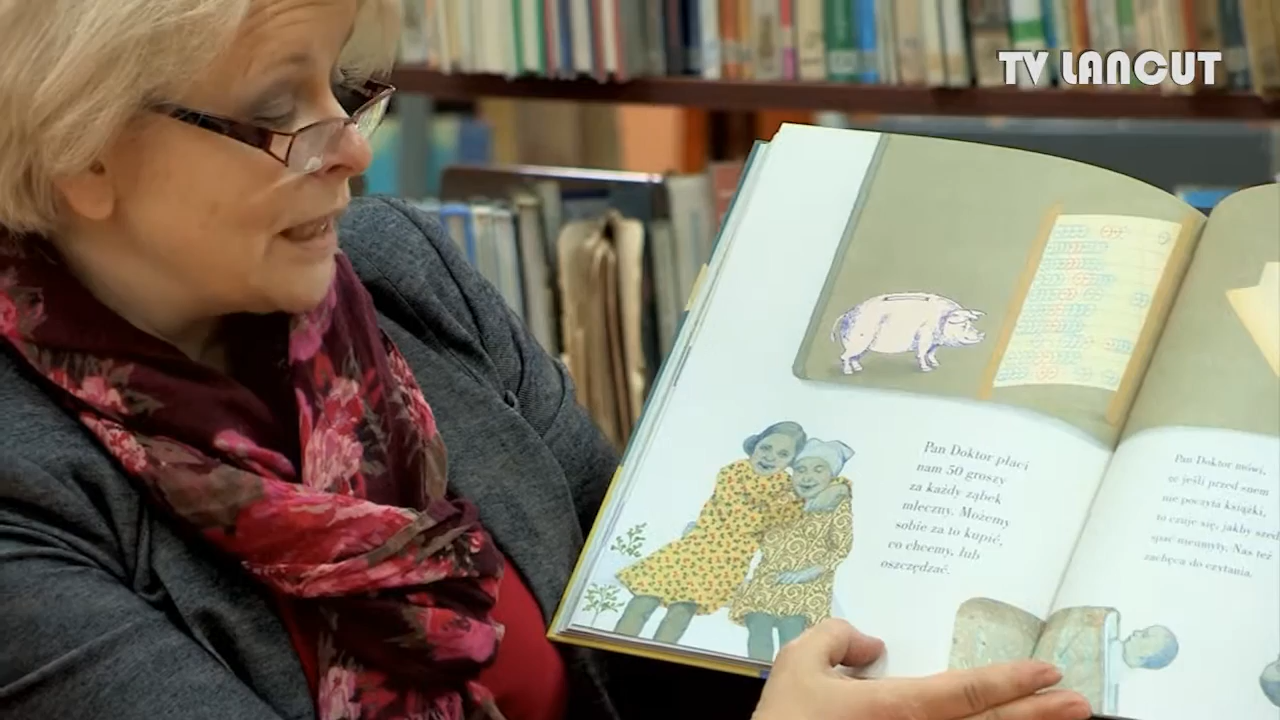 TV LANCUT
Pan Doktor płaci
nam 50 groszy
za każdy ząbek
mleczny. Możemy
sobie za to kupić,
co chcemy, lub
oszczędzać.
Pan Doktor mówi,
że jeśli przed snem
nie poczyta książki,
to czuje się, jakby szedł
spać nieumyty. Nas też
zachęca do czytania.